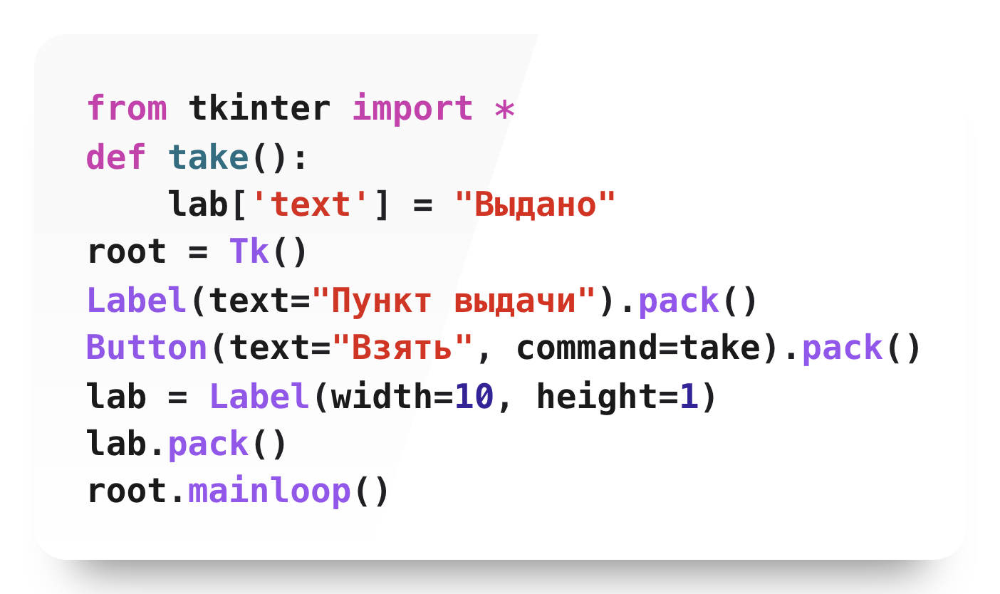 from tkinter import *
def take():
    lab['text'] = "Выдано"
root = Tk()
Label(text="Пункт выдачи").pack()
Button(text="Взять", command=take).pack()
lab = Label(width=10, height=1)
lab.pack()
root.mainloop()